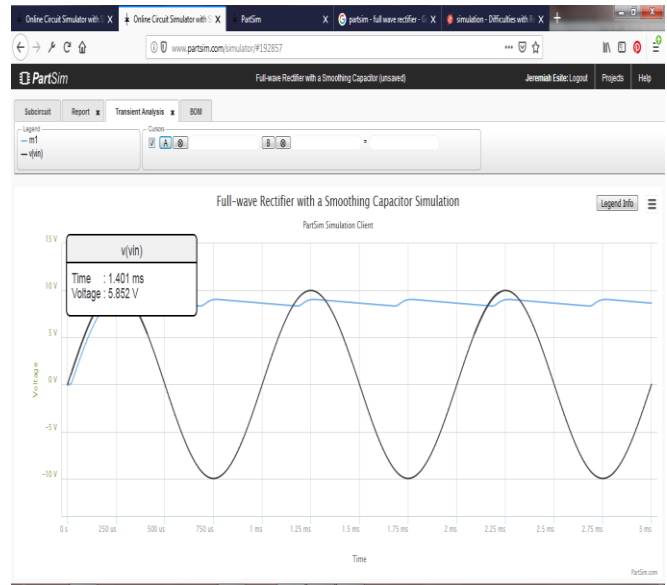 Online Circuit Simulator with S X
Online Circuit Simulator with S X
PartSim X
partsim - full wave rectifier - G X
simulation - Difficulties with R X
www.partsim.com/simulator/#192857
PartSim
Full-wave Rectifier with a Smoothing Capacitor (unsaved)
Jeremiah Esite: Logout
Projects
Help
Subcircuit
Report x
Transient Analysis x
BOM
Legend
m1
v(vin)
Cursors
A
B
=
Full-wave Rectifier with a Smoothing Capacitor Simulation
PartSim Simulation Client
Legend Info
v(vin)
Time : 1.401 ms
Voltage : 5.852 V
15 V
10 V
5 V
0 V
-5 V
-10 V
Voltage
0 s
250 us
500 us
750 us
1 ms
1.25 ms
1.5 ms
1.75 ms
2 ms
2.25 ms
2.5 ms
2.75 ms
3 ms
Time
PartSim.com